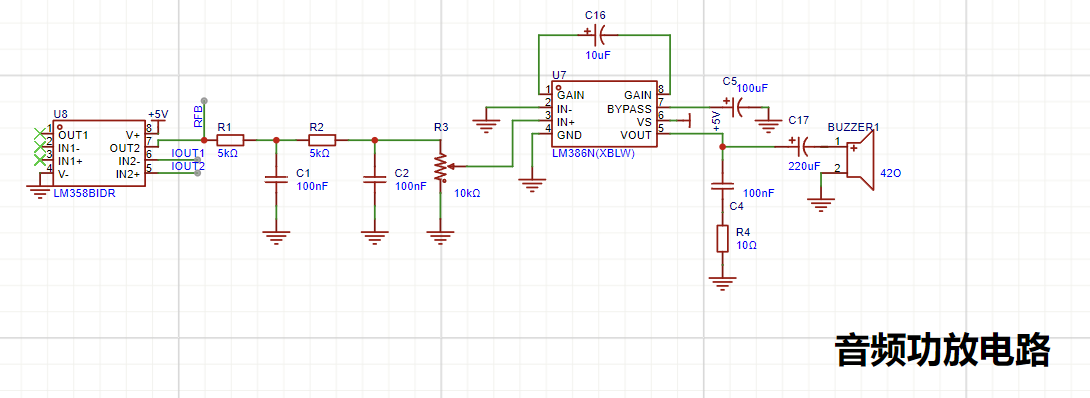 C16
10uF
U7
1
GAIN
GAIN
8
2
IN-
BYPASS
7
3
IN+
VS
6
4
GND
VOUT
5
LM386N(XBLW)
+5V
C5
100uF
C17
220uF
BUZZER1
1
2
42O
100nF
C4
R4
10Ω
U8
+5V
1
OUT1
V+
8
2
IN1-
OUT2
7
3
IN1+
IN2-
6
4
V-
IN2+
5
LM358BIDR
RFB
IOUT1
IOUT2
R1
5kΩ
R2
5kΩ
R3
10kΩ
C1
100nF
C2
100nF
音频功放电路